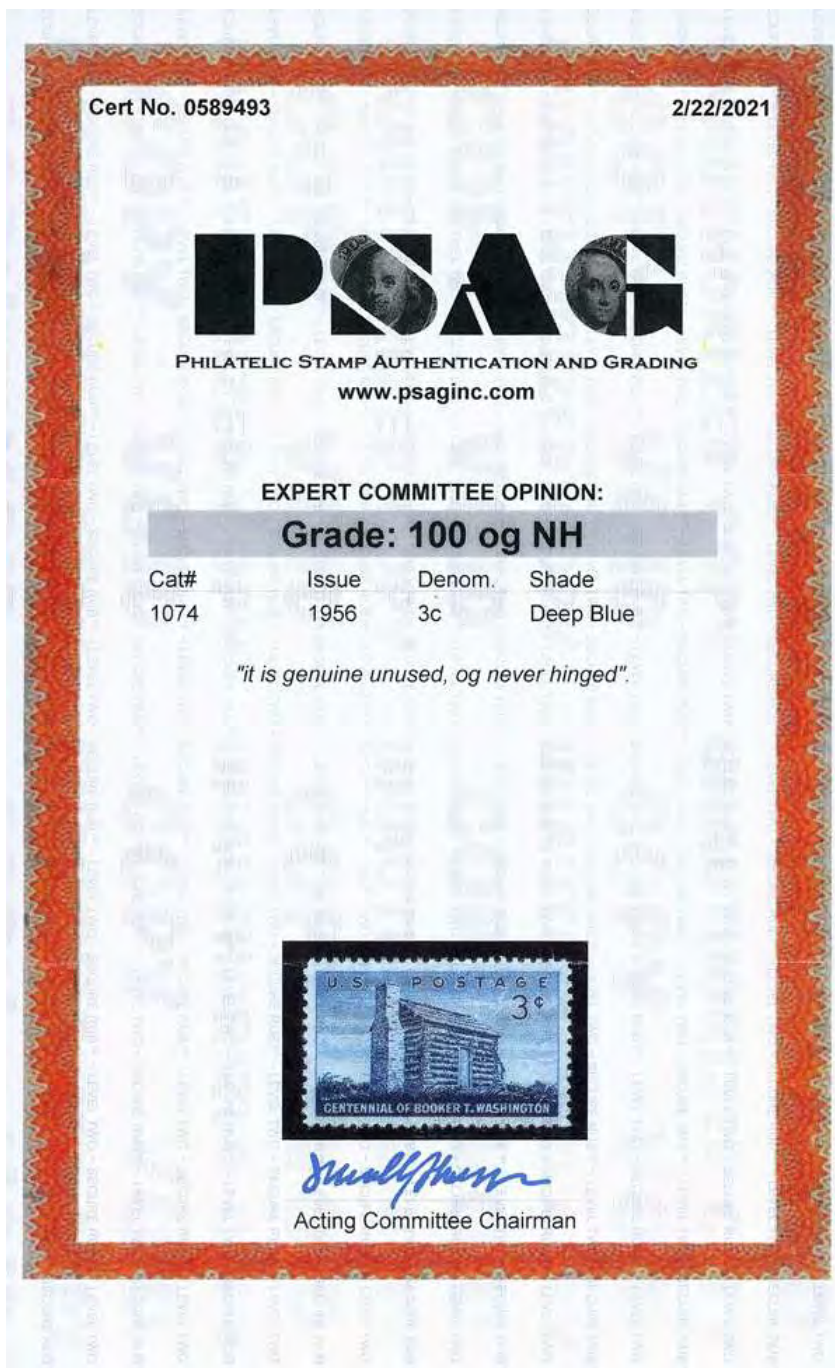 Cert No. 0589493 2/22/2021
PSAG
PHILATELIC STAMP AUTHENTICATION AND GRADING
www.psaginc.com
EXPERT COMMITTEE OPINION:
Grade: 100 og NH
Cat# Issue Denom. Shade
1074 1956 3c Deep Blue
"it is genuine unused, og never hinged".
U.S. POSTAGE
3¢
CENTENNIAL OF BOOKER T. WASHINGTON
Acting Committee Chairman